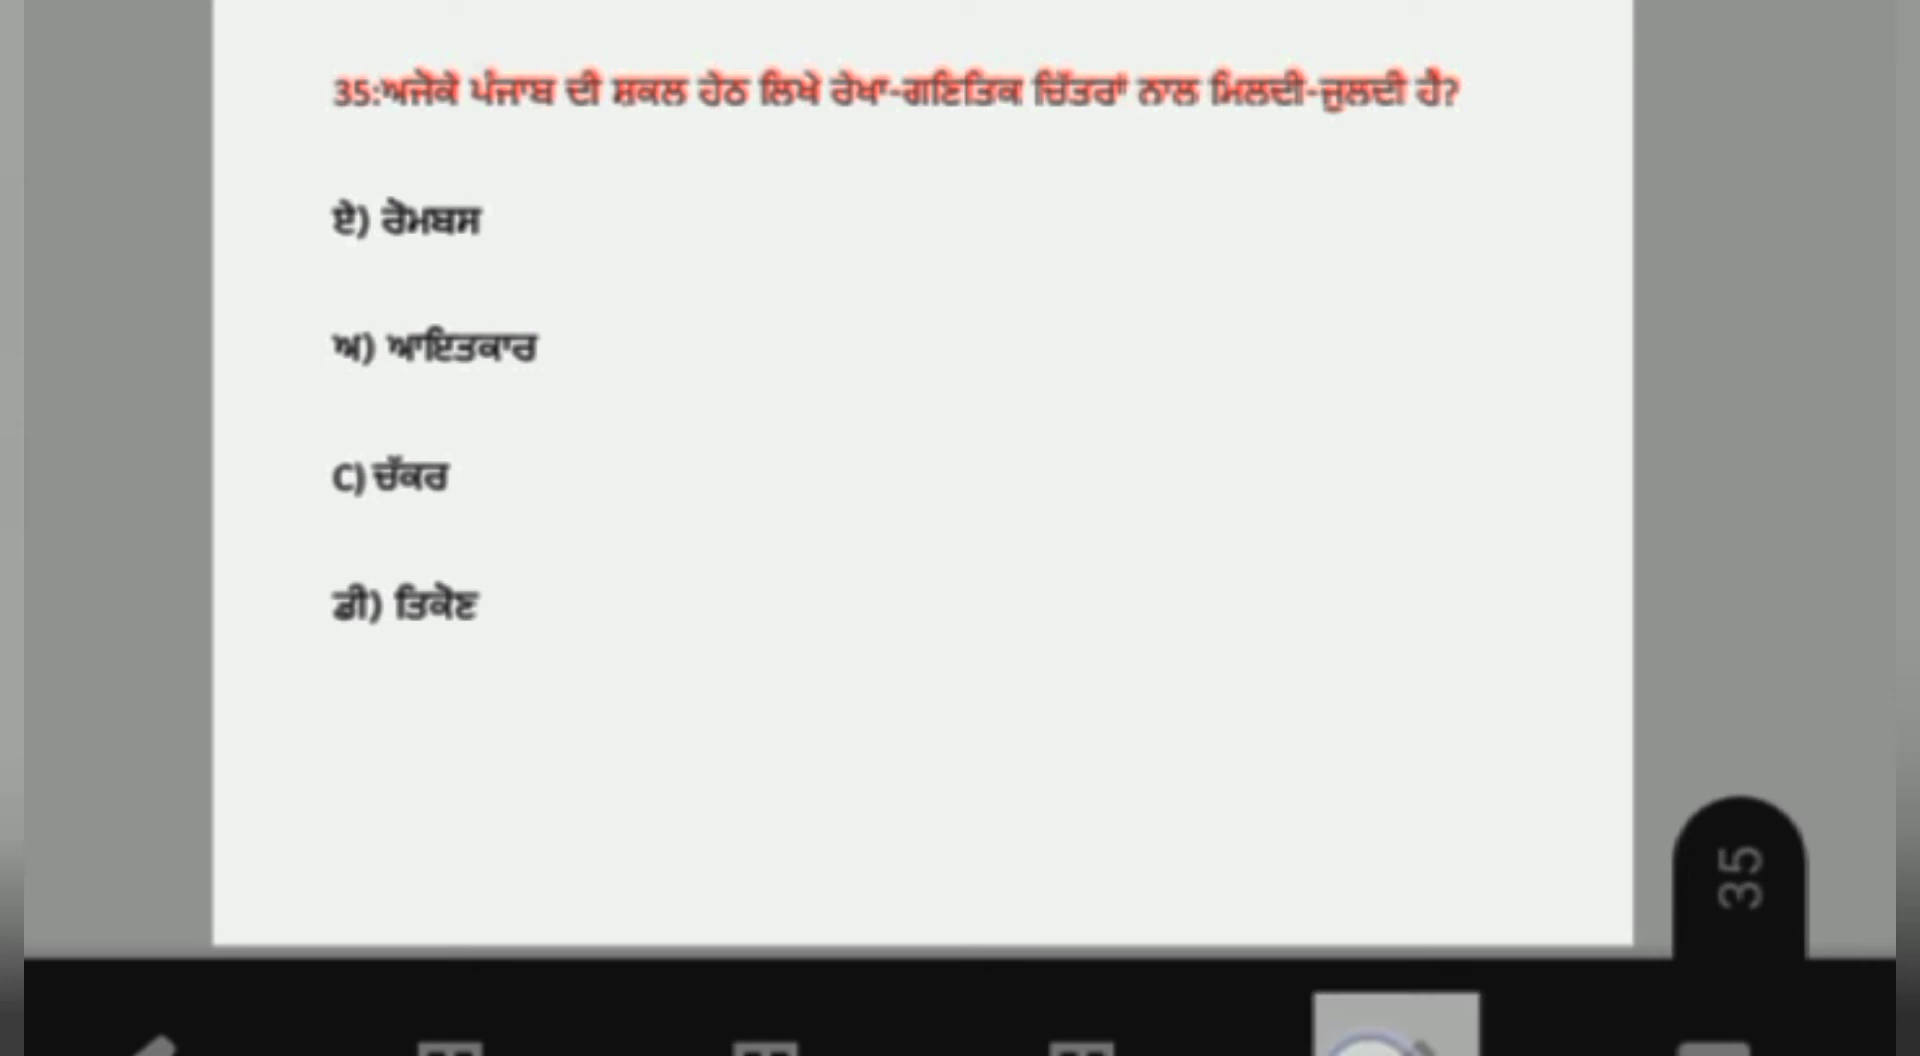 35:ਅਜੋਕੇ ਪੰਜਾਬ ਦੀ ਸ਼ਕਲ ਹੇਠ ਲਿਖੇ ਰੇਖਾ-ਗਣਿਤਿਕ ਚਿੱਤਰਾਂ ਨਾਲ ਮਿਲਦੀ-ਜੁਲਦੀ ਹੈ?
ਏ) ਰੋਮਬਸ
ਅ) ਆਇਤਕਾਰ
C) ਚੱਕਰ
ਡੀ) ਤਿਕੋਣ
35